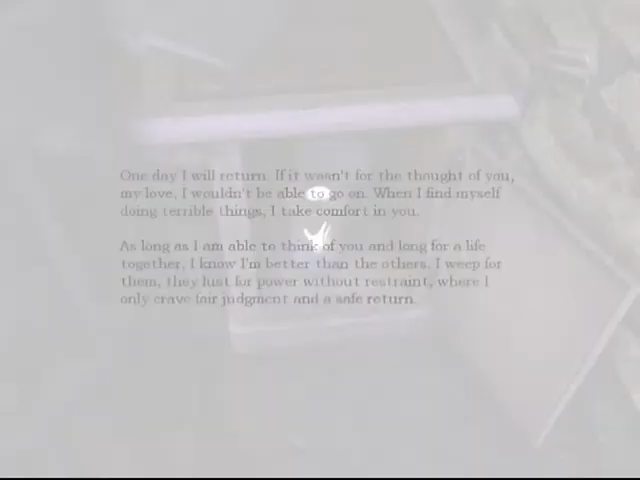 One day I will return. If it wasn't for the thought of you,
my love, I wouldn't be able to go on. When I find myself
doing terrible things, I take comfort in you.
As long as I am able to think of you and long for a life
together, I know I'm better than the others. I weep for
them, they lust for power without restraint, where I
only crave fair judgment and a safe return.